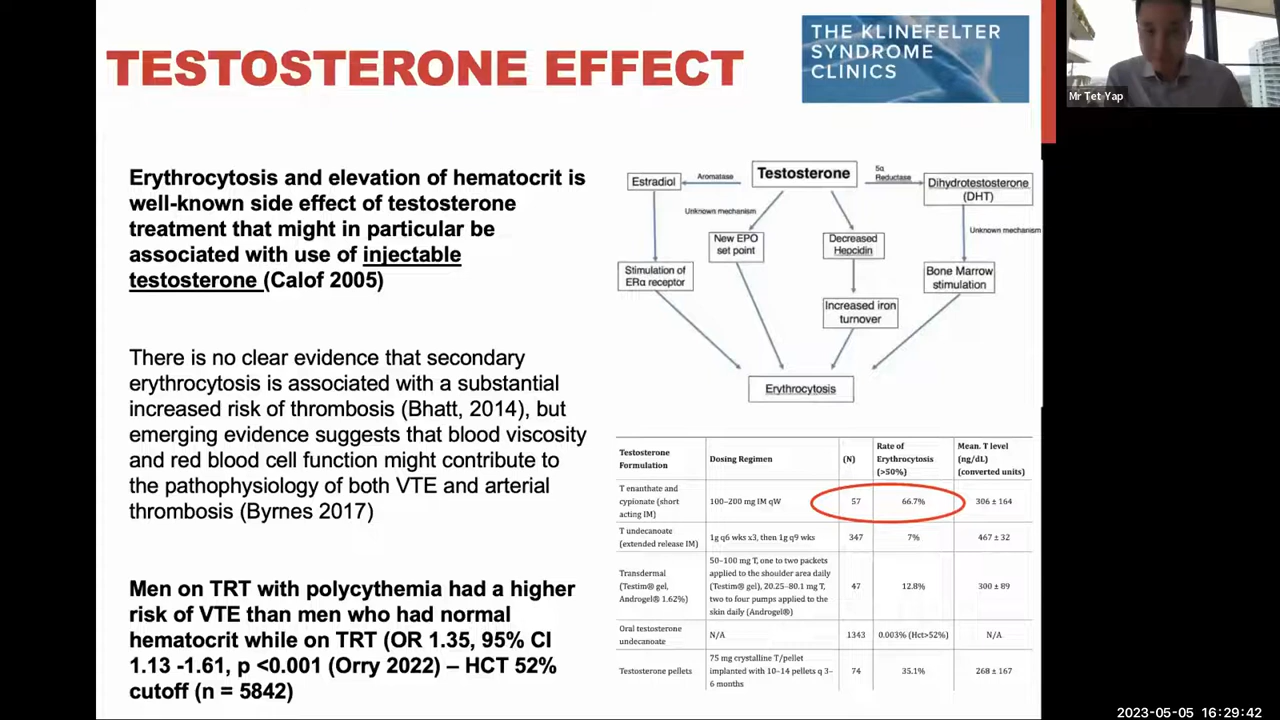 TESTOSTERONE EFFECT
THE KLINEFELTER
SYNDROME
CLINICS
Mr Tet Yap
Erythrocytosis and elevation of hematocrit is
well-known side effect of testosterone
treatment that might in particular be
associated with use of injectable
testosterone (Calof 2005)
There is no clear evidence that secondary
erythrocytosis is associated with a substantial
increased risk of thrombosis (Bhatt, 2014), but
emerging evidence suggests that blood viscosity
and red blood cell function might contribute to
the pathophysiology of both VTE and arterial
thrombosis (Byrnes 2017)
Men on TRT with polycythemia had a higher
risk of VTE than men who had normal
hematocrit while on TRT (OR 1.35, 95% CI
1.13 -1.61, p <0.001 (Orry 2022) – HCT 52%
cutoff (n = 5842)
Estradiol
Aromatase
Testosterone
5α
Reductase
Dihydrotestosterone
(DHT)
Unknown mechanism
Unknown mechanism
New EPO
set point
Decreased
Hepcidin
Stimulation of
ERα receptor
Bone Marrow
stimulation
Increased iron
turnover
Erythrocytosis
Testosterone
Formulation
Dosing Regimen
(N)
Rate of
Erythrocytosis
(>50%)
Mean. T level
(ng/dL)
(converted units)
T enanthate and
cypionate (short
acting IM)
100–200 mg IM qW
57
66.7%
306 ± 164
T undecanoate
(extended release IM)
1g q6 wks x3, then 1g q9 wks
347
7%
467 ± 32
Transdermal
(Testim® gel,
Androgel® 1.62%)
50–100 mg T, one to two packets
applied to the shoulder area daily
(Testim® gel), 20.25–80.1 mg T,
two to four pumps applied to the
skin daily (Androgel®)
47
12.8%
300 ± 89
Oral testosterone
undecanoate
N/A
1343
0.003% (Hct>52%)
N/A
Testosterone pellets
75 mg crystalline T/pellet
implanted with 10–14 pellets q 3–
6 months
74
35.1%
268 ± 167
2023-05-05 16:29:42